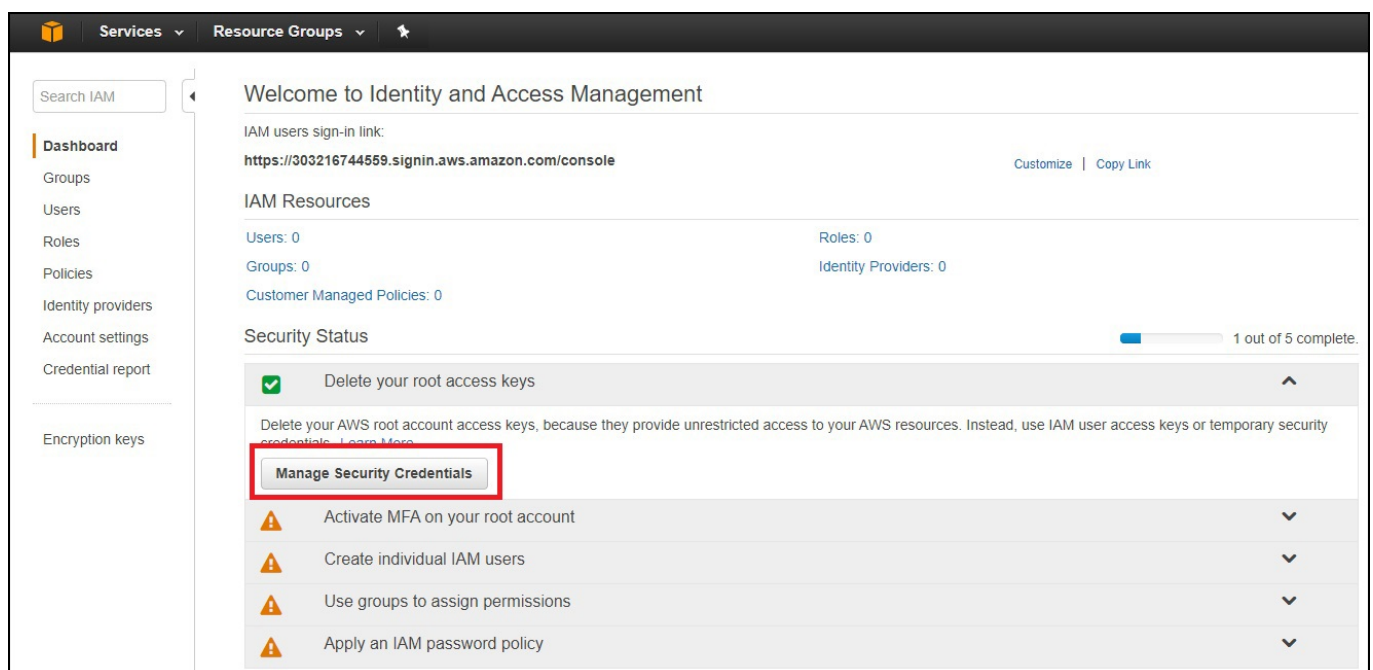 Services Resource Groups
Search IAM
Dashboard
Groups
Users
Roles
Policies
Identity providers
Account settings
Credential report
Encryption keys
Welcome to Identity and Access Management
IAM users sign-in link:
https://303216744559.signin.aws.amazon.com/console Customize | Copy Link
IAM Resources
Users: 0 Roles: 0
Groups: 0 Identity Providers: 0
Customer Managed Policies: 0
Security Status 1 out of 5 complete.
Delete your root access keys
Delete your AWS root account access keys, because they provide unrestricted access to your AWS resources. Instead, use IAM user access keys or temporary security
credentials. Learn More
Manage Security Credentials
Activate MFA on your root account
Create individual IAM users
Use groups to assign permissions
Apply an IAM password policy